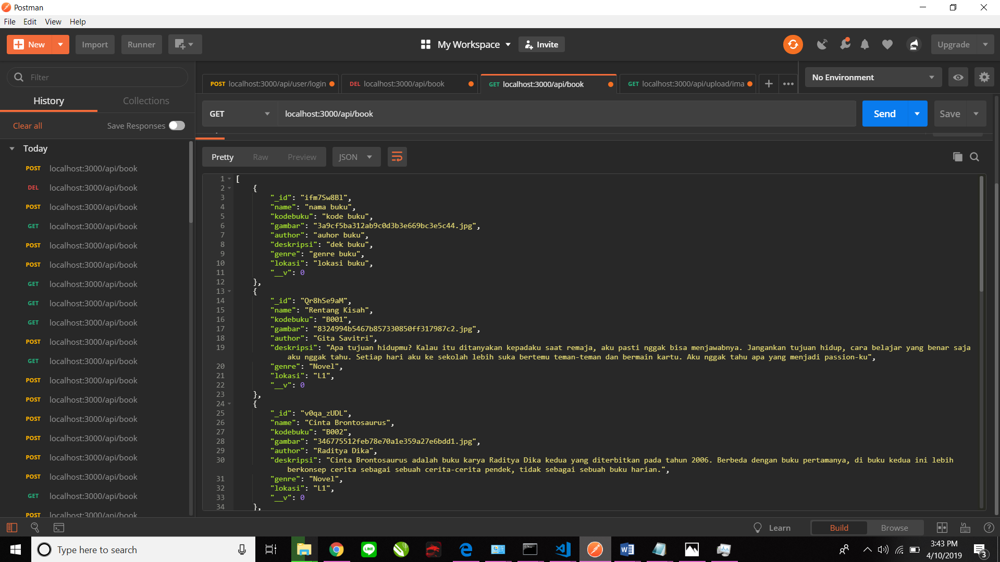 Postman
File Edit View Help
New Import Runner My Workspace Invite Upgrade
Filter
History Collections
Clear all Save Responses
Today
POST localhost:3000/api/book
DEL localhost:3000/api/book
POST localhost:3000/api/book
GET localhost:3000/api/book
POST localhost:3000/api/book
POST localhost:3000/api/book
GET localhost:3000/api/book
GET localhost:3000/api/book
GET localhost:3000/api/book
POST localhost:3000/api/book
GET localhost:3000/api/book
POST localhost:3000/api/book
POST localhost:3000/api/book
POST localhost:3000/api/book
POST localhost:3000/api/book
POST localhost:3000/api/book
POST localhost:3000/api/book
GET localhost:3000/api/book
POST localhost:3000/api/book
POST localhost:3000/api/user/login DEL localhost:3000/api/book GET localhost:3000/api/book GET localhost:3000/api/upload/ima No Environment
GET localhost:3000/api/book Send Save
Pretty Raw Preview JSON
1 [
2 {
3 "_id": "ifm7Sw8Bl",
4 "name": "nama buku",
5 "kodebuku": "kode buku",
6 "gambar": "3a9cf5ba312ab9c0d3b3e669bc3e5c44.jpg",
7 "author": "auhor buku",
8 "deskripsi": "dek buku",
9 "genre": "genre buku",
10 "lokasi": "lokasi buku",
11 "__v": 0
12 },
13 {
14 "_id": "Qr8hSe9aM",
15 "name": "Rentang Kisah",
16 "kodebuku": "B001",
17 "gambar": "8324994b5467b857330850ff317987c2.jpg",
18 "author": "Gita Savitri",
19 "deskripsi": "Apa tujuan hidupmu? Kalau itu ditanyakan kepadaku saat remaja, aku pasti nggak bisa menjawabnya. Jangankan tujuan hidup, cara belajar yang benar saja
aku nggak tahu. Setiap hari aku ke sekolah lebih suka bertemu teman-teman dan bermain kartu. Aku nggak tahu apa yang menjadi passion-ku",
20 "genre": "Novel",
21 "lokasi": "L1",
22 "__v": 0
23 },
24 {
25 "_id": "v0qa_zUDL",
26 "name": "Cinta Brontosaurus",
27 "kodebuku": "B002",
28 "gambar": "346775512feb78e70a1e359a27e6bdd1.jpg",
29 "author": "Raditya Dika",
30 "deskripsi": "Cinta Brontosaurus adalah buku karya Raditya Dika kedua yang diterbitkan pada tahun 2006. Berbeda dengan buku pertamanya, di buku kedua ini lebih
berkonsep cerita sebagai sebuah cerita-cerita pendek, tidak sebagai sebuah buku harian.",
31 "genre": "Novel",
32 "lokasi": "L1",
33 "__v": 0
34 },
Learn Build Browse
Type here to search
3:43 PM
4/10/2019
3